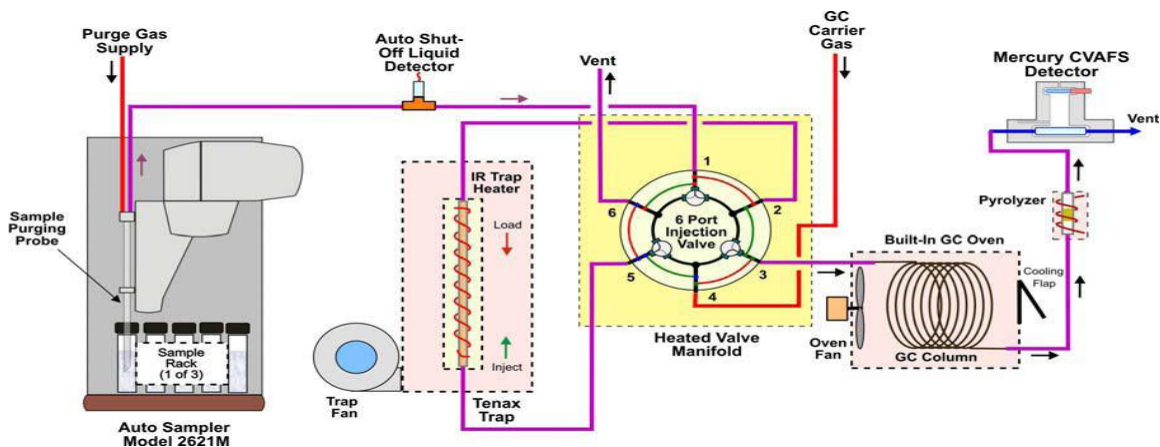 Purge Gas
Supply
Auto Shut-
Off Liquid
Detector
Vent
GC
Carrier
Gas
Mercury CVAFS
Detector
Vent
IR Trap
Heater
Load
Inject
Sample
Purging
Probe
1
2
3
4
5
6
6 Port
Injection
Valve
Pyrolyzer
Built-In GC Oven
Cooling
Flap
Oven
Fan
GC Column
Heated Valve
Manifold
Sample
Rack
(1 of 3)
Trap
Fan
Tenax
Trap
Auto Sampler
Model 2621M